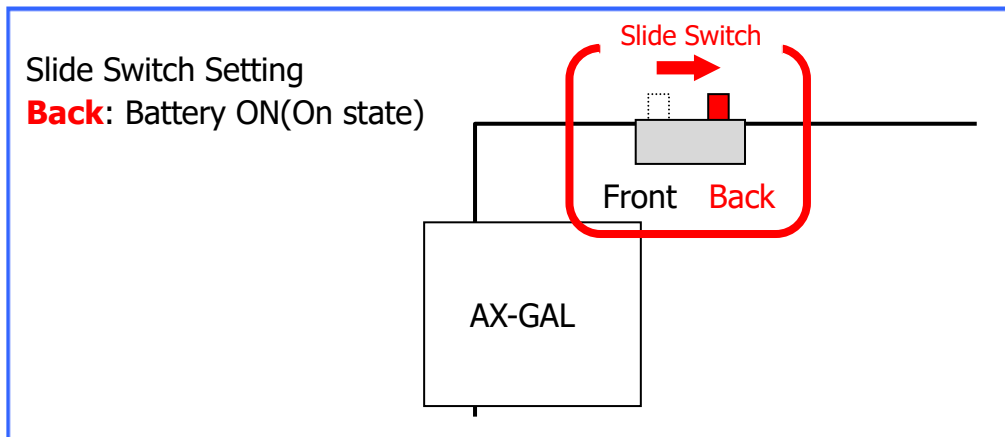 Slide Switch
Slide Switch Setting
Back: Battery ON(On state)
Front Back
AX-GAL